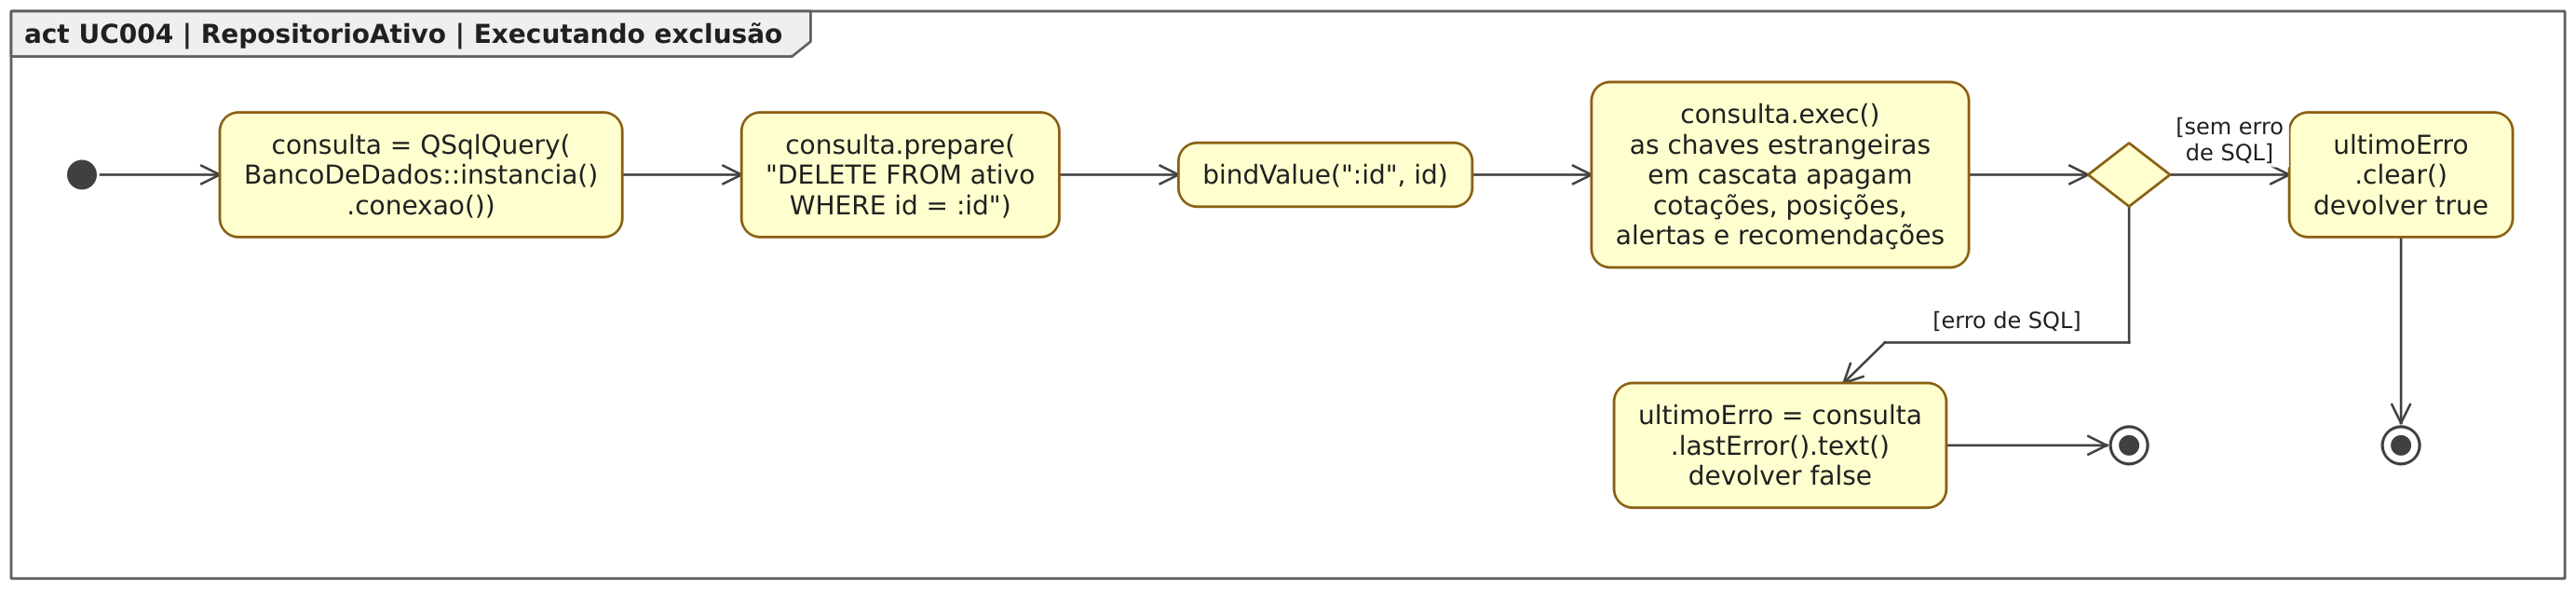 act UC004 | RepositorioAtivo | Executando exclusão
consulta = QSqlQuery(
BancoDeDados::instancia()
.conexao())
consulta.prepare(
"DELETE FROM ativo
WHERE id = :id")
bindValue(":id", id)
consulta.exec()
as chaves estrangeiras
em cascata apagam
cotações, posições,
alertas e recomendações
[sem erro
de SQL]
ultimoErro
.clear()
devolver true
[erro de SQL]
ultimoErro = consulta
.lastError().text()
devolver false